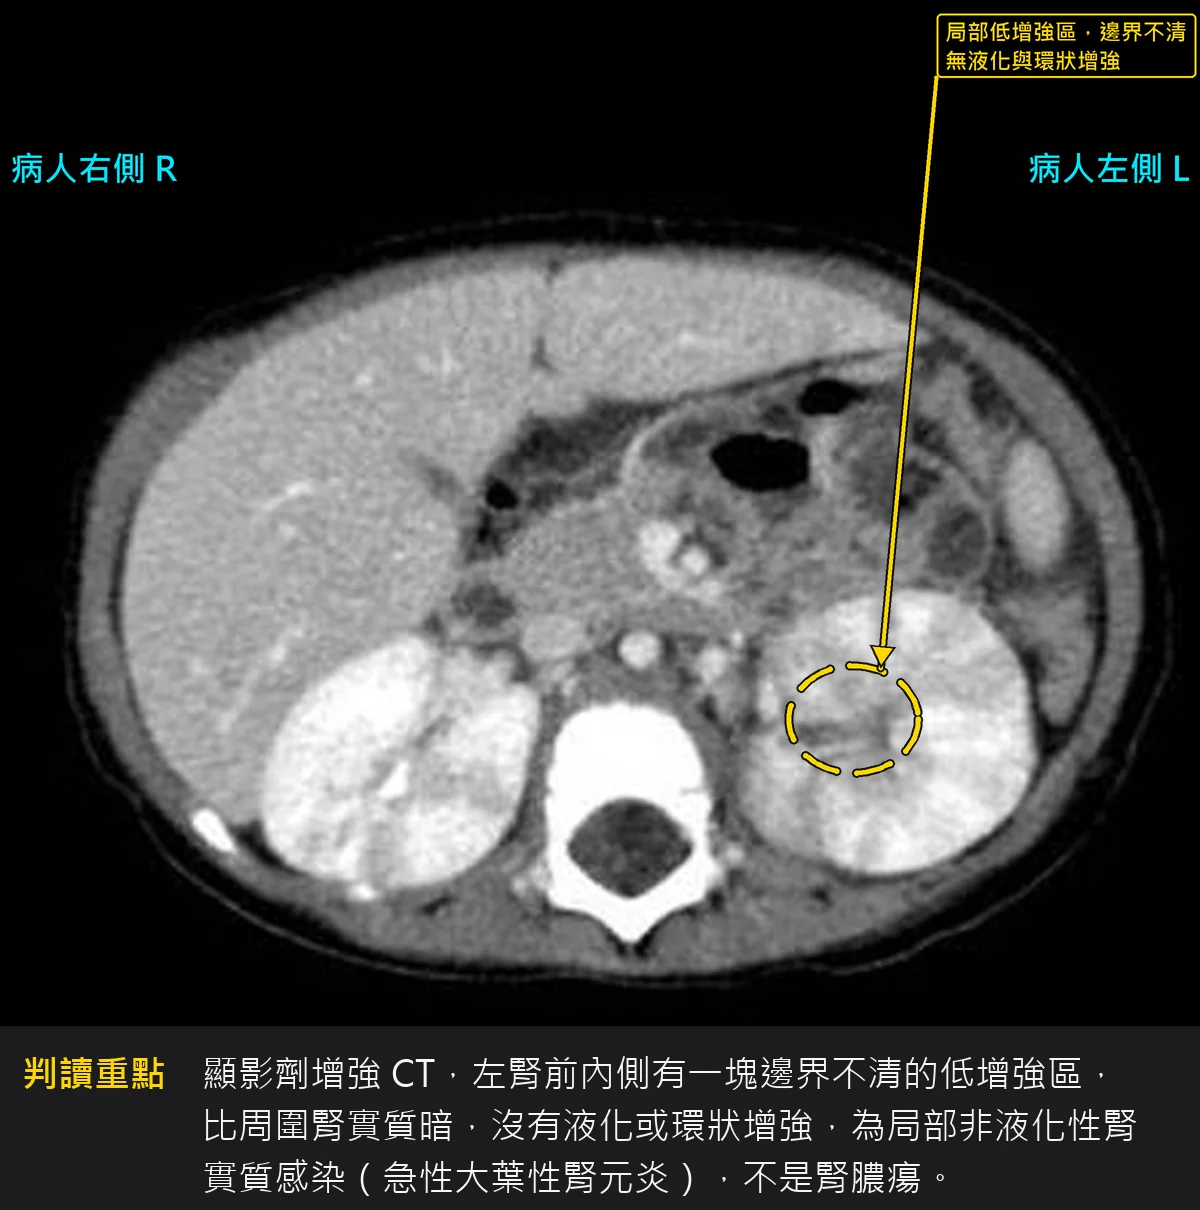 局部低增強區，邊界不清
無液化與環狀增強
病人右側 R
病人左側 L
判讀重點
顯影劑增強 CT，左腎前內側有一塊邊界不清的低增強區，
比周圍腎實質暗，沒有液化或環狀增強，為局部非液化性腎
實質感染（急性大葉性腎元炎），不是腎膿瘍。